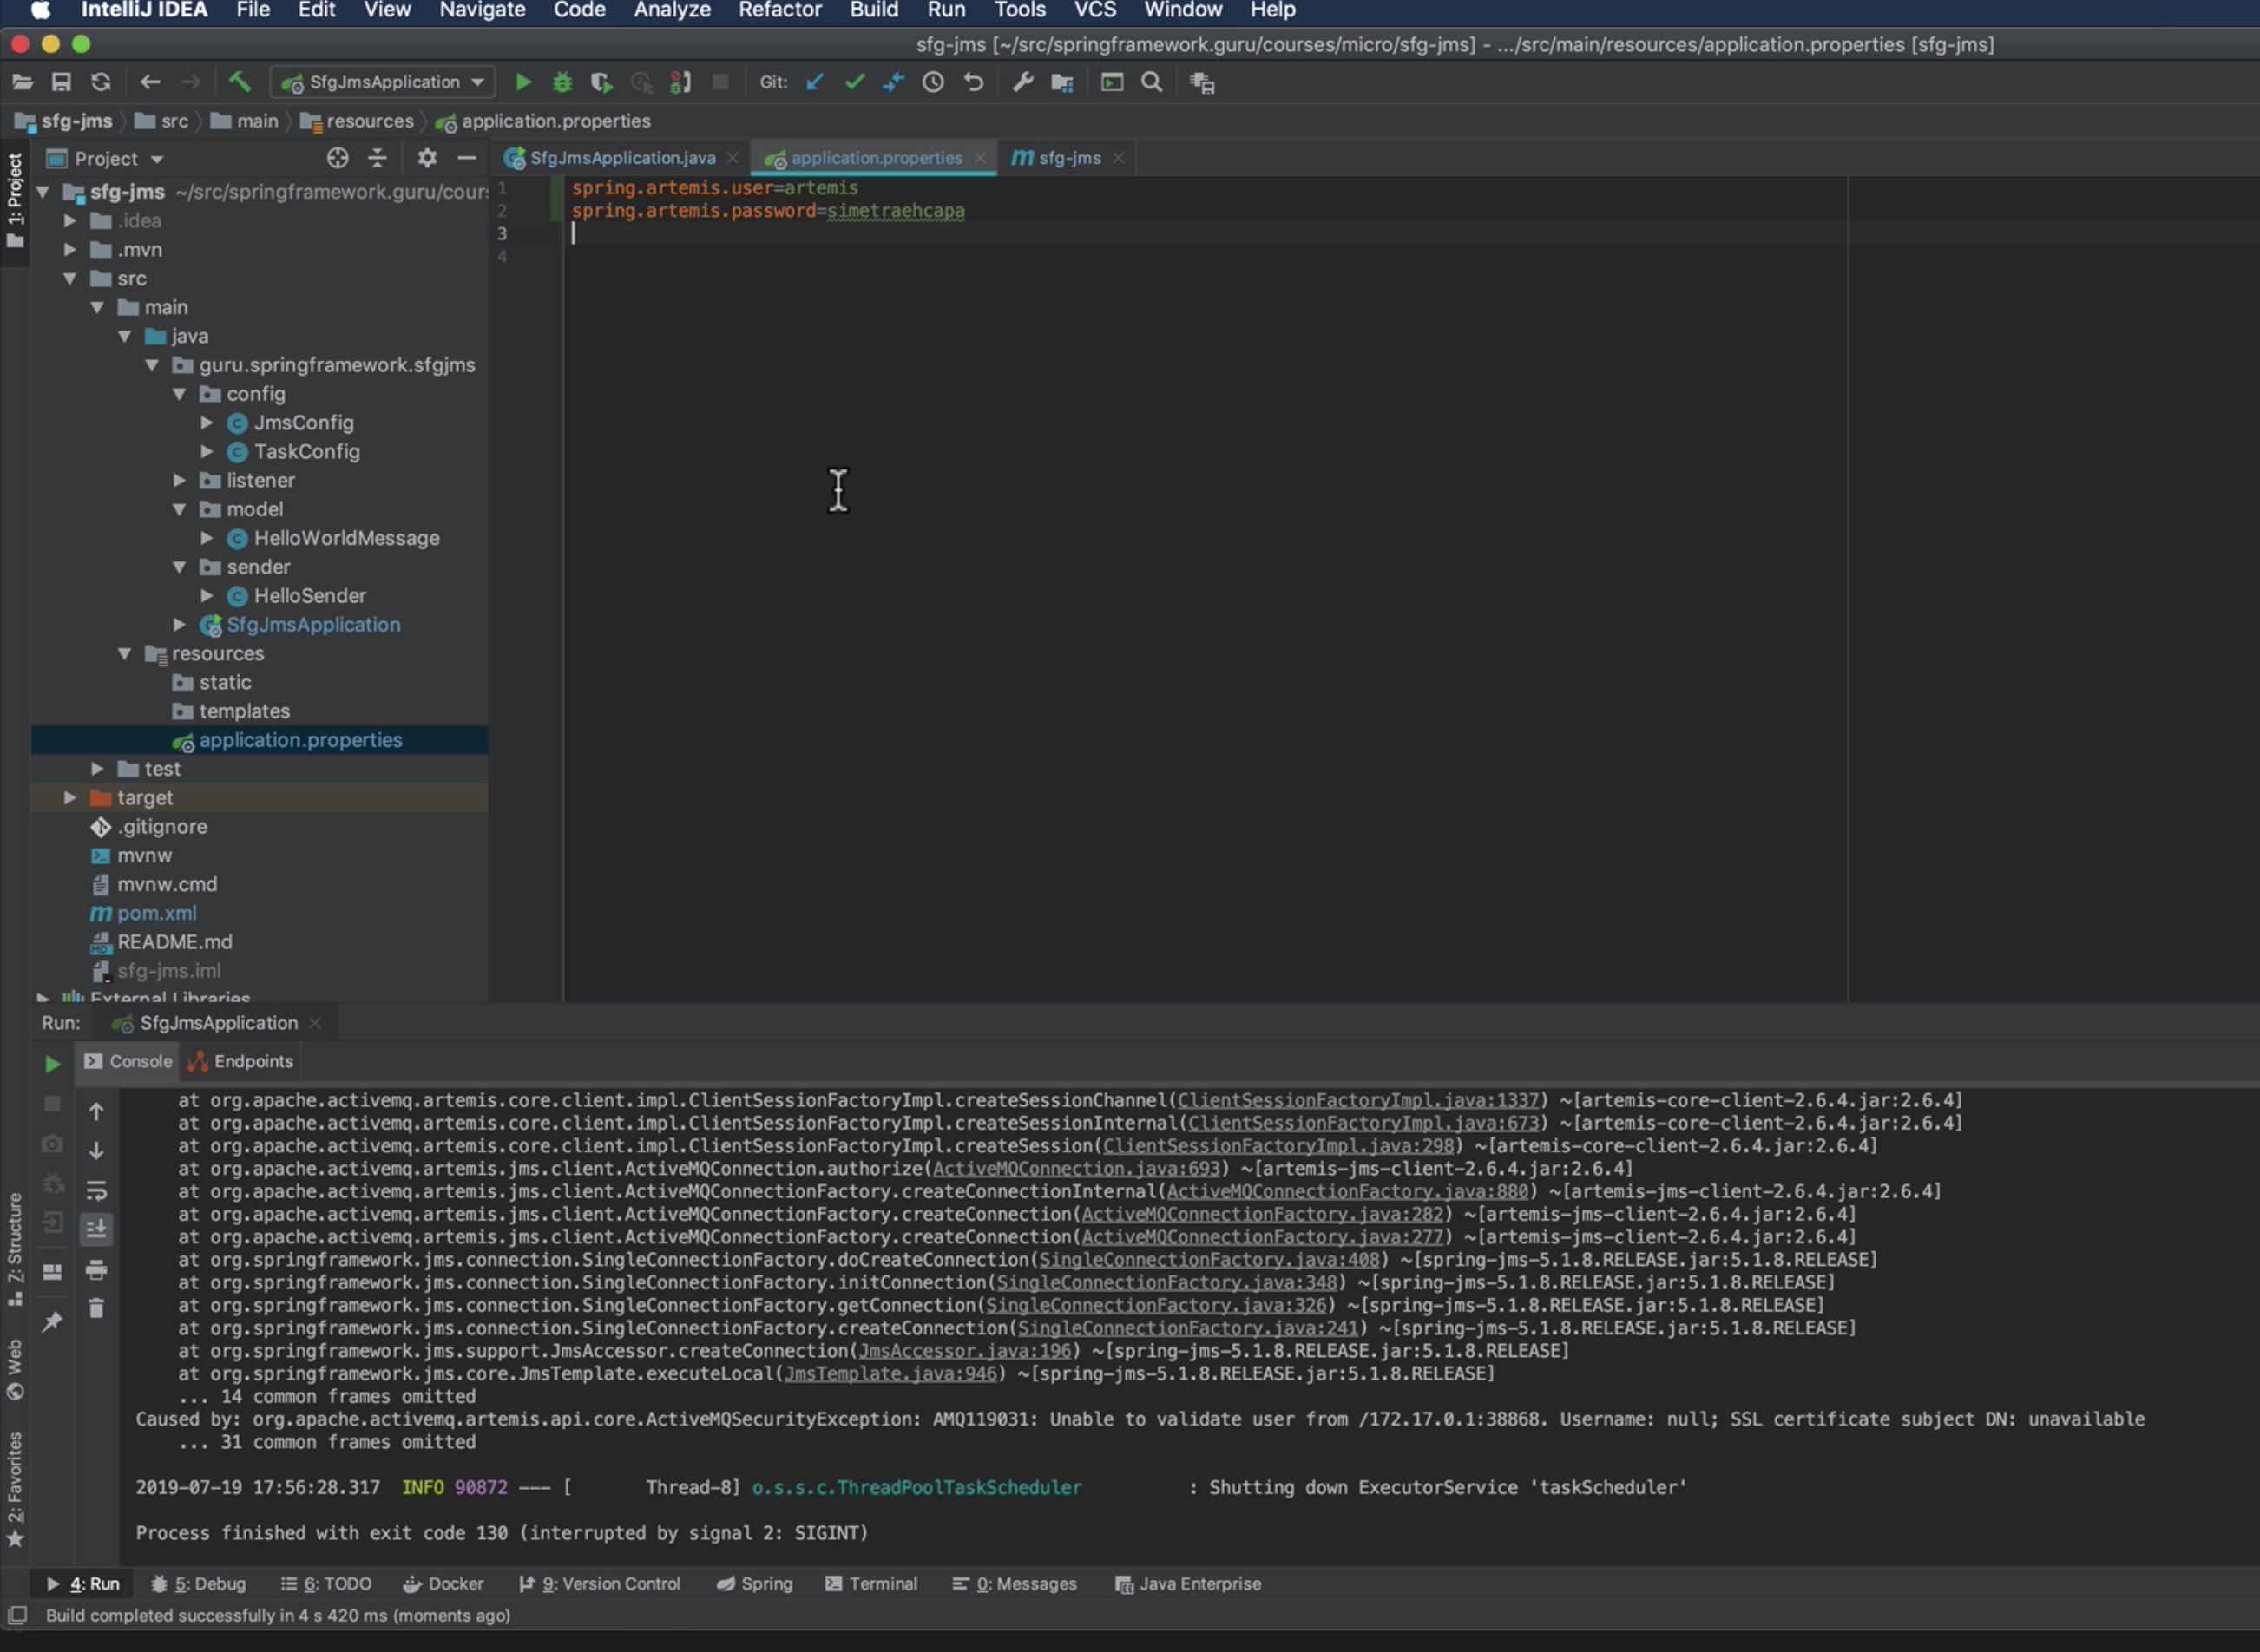 IntelliJ IDEA File Edit View Navigate Code Analyze Refactor Build Run Tools VCS Window Help
sfg-jms [~/src/springframework.guru/courses/micro/sfg-jms] - .../src/main/resources/application.properties [sfg-jms]
SfgJmsApplication Git:
sfg-jms src main resources application.properties
1: Project
Project
SfgJmsApplication.java application.properties m sfg-jms
sfg-jms ~/src/springframework.guru/cour
.idea
.mvn
src
main
java
guru.springframework.sfgjms
config
JmsConfig
TaskConfig
listener
model
HelloWorldMessage
sender
HelloSender
SfgJmsApplication
resources
static
templates
application.properties
test
target
.gitignore
mvnw
mvnw.cmd
pom.xml
README.md
sfg-jms.iml
External Libraries
1 spring.artemis.user=artemis
2 spring.artemis.password=simetraehcapa
3
4
Run: SfgJmsApplication
Console Endpoints
at org.apache.activemq.artemis.core.client.impl.ClientSessionFactoryImpl.createSessionChannel(ClientSessionFactoryImpl.java:1337) ~[artemis-core-client-2.6.4.jar:2.6.4]
at org.apache.activemq.artemis.core.client.impl.ClientSessionFactoryImpl.createSessionInternal(ClientSessionFactoryImpl.java:673) ~[artemis-core-client-2.6.4.jar:2.6.4]
at org.apache.activemq.artemis.core.client.impl.ClientSessionFactoryImpl.createSession(ClientSessionFactoryImpl.java:298) ~[artemis-core-client-2.6.4.jar:2.6.4]
at org.apache.activemq.artemis.jms.client.ActiveMQConnection.authorize(ActiveMQConnection.java:693) ~[artemis-jms-client-2.6.4.jar:2.6.4]
at org.apache.activemq.artemis.jms.client.ActiveMQConnectionFactory.createConnectionInternal(ActiveMQConnectionFactory.java:880) ~[artemis-jms-client-2.6.4.jar:2.6.4]
at org.apache.activemq.artemis.jms.client.ActiveMQConnectionFactory.createConnection(ActiveMQConnectionFactory.java:282) ~[artemis-jms-client-2.6.4.jar:2.6.4]
at org.apache.activemq.artemis.jms.client.ActiveMQConnectionFactory.createConnection(ActiveMQConnectionFactory.java:277) ~[artemis-jms-client-2.6.4.jar:2.6.4]
at org.springframework.jms.connection.SingleConnectionFactory.doCreateConnection(SingleConnectionFactory.java:408) ~[spring-jms-5.1.8.RELEASE.jar:5.1.8.RELEASE]
at org.springframework.jms.connection.SingleConnectionFactory.initConnection(SingleConnectionFactory.java:348) ~[spring-jms-5.1.8.RELEASE.jar:5.1.8.RELEASE]
at org.springframework.jms.connection.SingleConnectionFactory.getConnection(SingleConnectionFactory.java:326) ~[spring-jms-5.1.8.RELEASE.jar:5.1.8.RELEASE]
at org.springframework.jms.connection.SingleConnectionFactory.createConnection(SingleConnectionFactory.java:241) ~[spring-jms-5.1.8.RELEASE.jar:5.1.8.RELEASE]
at org.springframework.jms.support.JmsAccessor.createConnection(JmsAccessor.java:196) ~[spring-jms-5.1.8.RELEASE.jar:5.1.8.RELEASE]
at org.springframework.jms.core.JmsTemplate.executeLocal(JmsTemplate.java:946) ~[spring-jms-5.1.8.RELEASE.jar:5.1.8.RELEASE]
... 14 common frames omitted
Caused by: org.apache.activemq.artemis.api.core.ActiveMQSecurityException: AMQ119031: Unable to validate user from /172.17.0.1:38868. Username: null; SSL certificate subject DN: unavailable
... 31 common frames omitted
2019-07-19 17:56:28.317 INFO 90872 --- [ Thread-8] o.s.s.c.ThreadPoolTaskScheduler : Shutting down ExecutorService 'taskScheduler'
Process finished with exit code 130 (interrupted by signal 2: SIGINT)
Z: Structure
Web
2: Favorites
4: Run 5: Debug 6: TODO Docker 9: Version Control Spring Terminal 0: Messages Java Enterprise
Build completed successfully in 4 s 420 ms (moments ago)